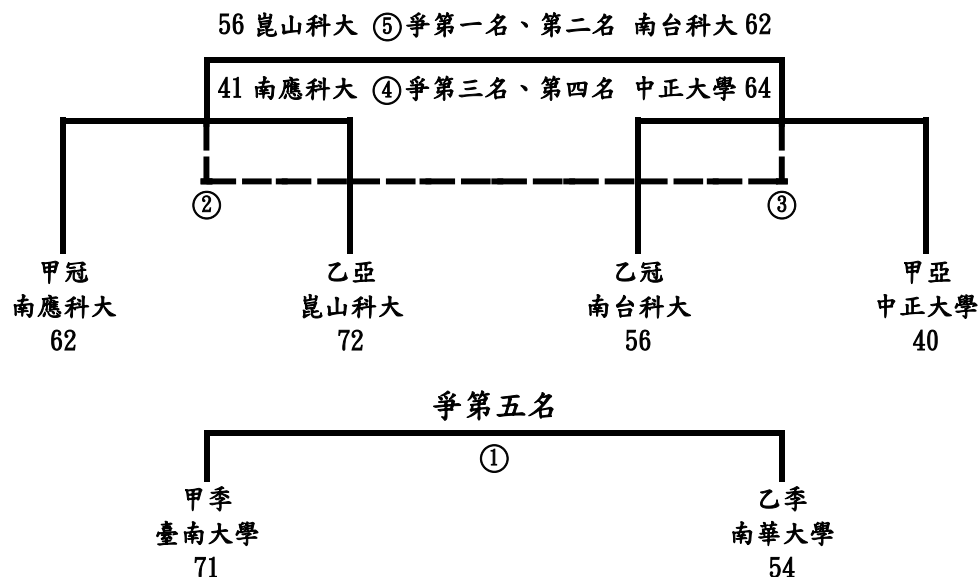 56 崑山科大 ⑤爭第一名、第二名 南台科大 62
41 南應科大 ④爭第三名、第四名 中正大學 64
② ③
甲冠 乙亞 乙冠 甲亞
南應科大 崑山科大 南台科大 中正大學
62 72 56 40
爭第五名
①
甲季 乙季
臺南大學 南華大學
71 54